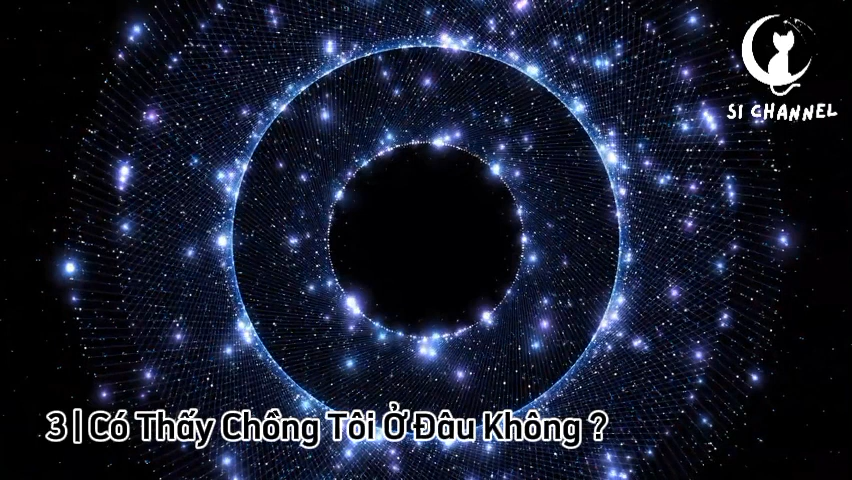 SI CHANNEL
3 | Có Thấy Chồng Tôi Ở Đâu Không ?